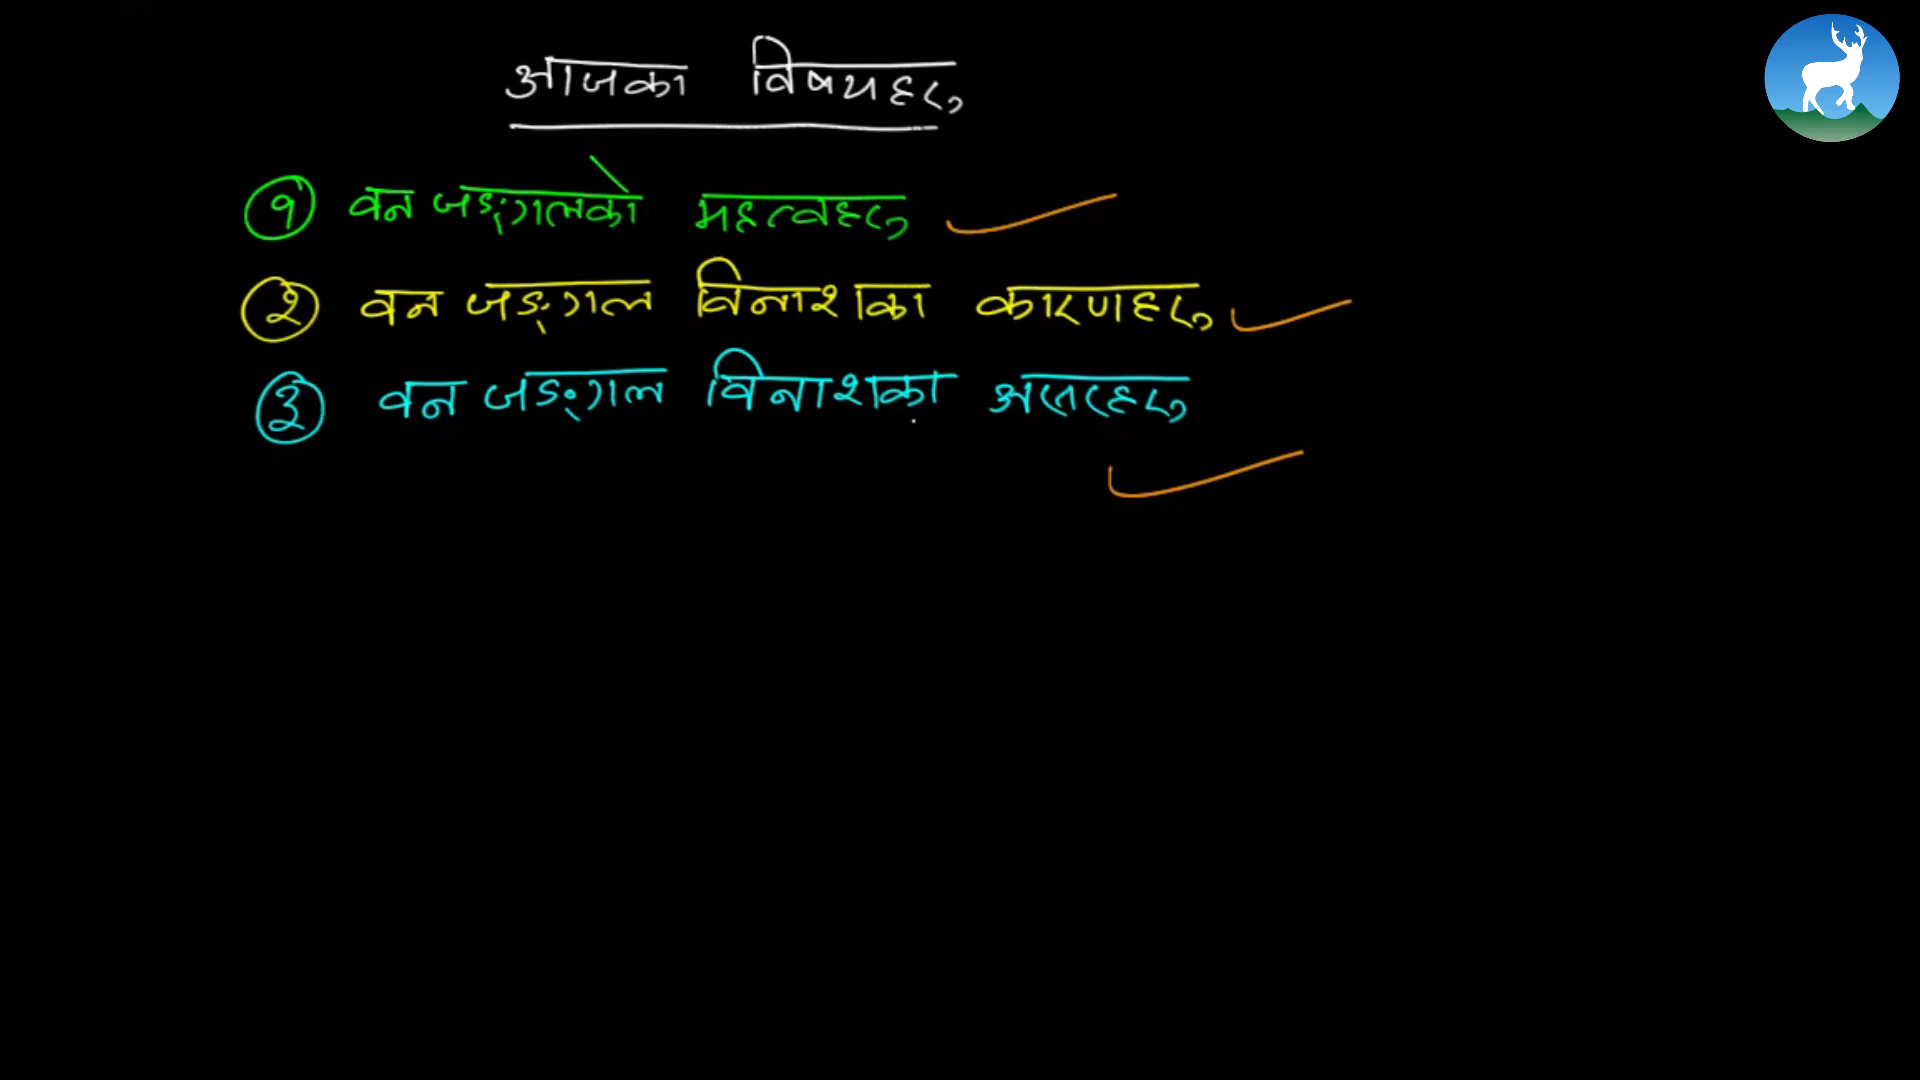 आजका विषयहरू
१ वन जङ्गलको महत्वहरू
२ वन जङ्गल विनाशका कारणहरू
३ वन जङ्गल विनाशका असरहरू